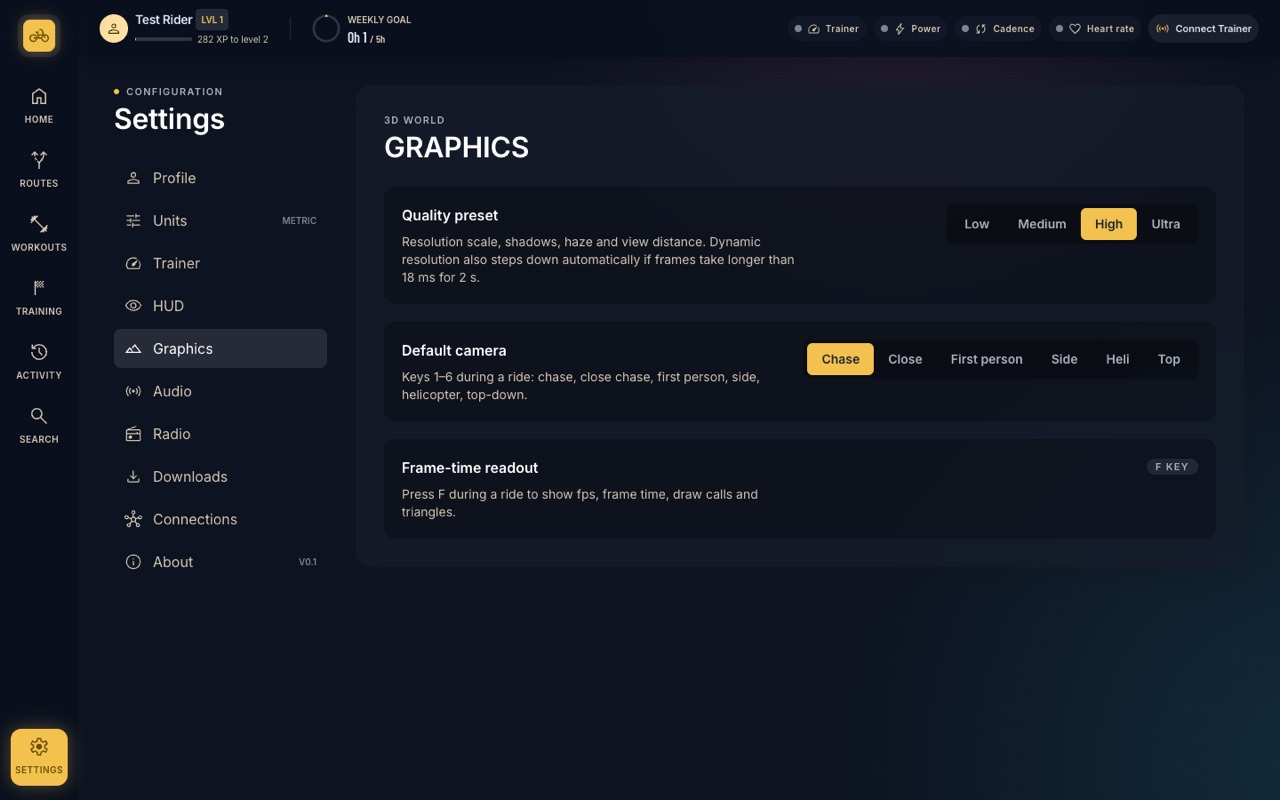 Test Rider LVL 1
282 XP to level 2
WEEKLY GOAL
0h 1 / 5h
Trainer
Power
Cadence
Heart rate
Connect Trainer
HOME
ROUTES
WORKOUTS
TRAINING
ACTIVITY
SEARCH
SETTINGS
CONFIGURATION
Settings
Profile
Units METRIC
Trainer
HUD
Graphics
Audio
Radio
Downloads
Connections
About V0.1
3D WORLD
GRAPHICS
Quality preset
Resolution scale, shadows, haze and view distance. Dynamic
resolution also steps down automatically if frames take longer than
18 ms for 2 s.
Low Medium High Ultra
Default camera
Keys 1–6 during a ride: chase, close chase, first person, side,
helicopter, top-down.
Chase Close First person Side Heli Top
Frame-time readout
Press F during a ride to show fps, frame time, draw calls and
triangles.
F KEY